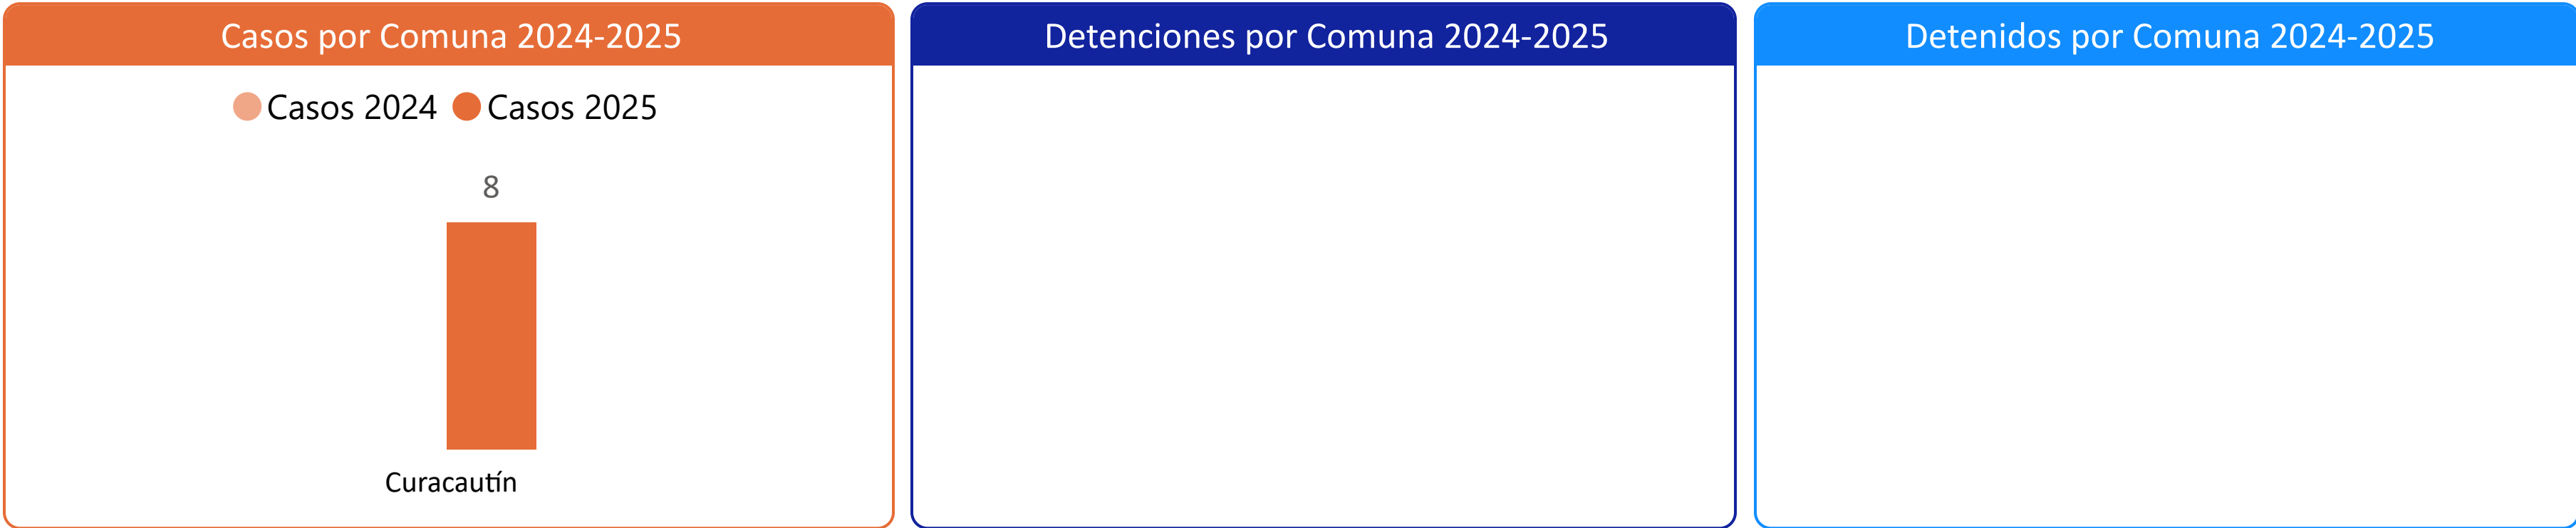 Casos por Comuna 2024-2025
Casos 2024 Casos 2025
8
Curacautín
Detenciones por Comuna 2024-2025
Detenidos por Comuna 2024-2025